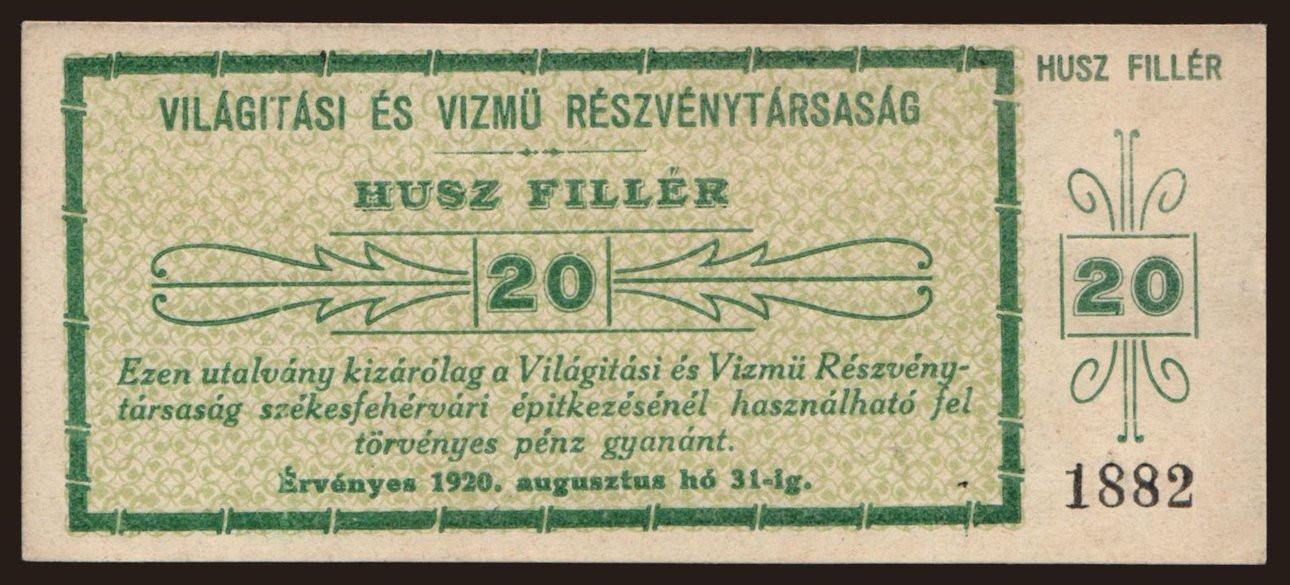 VILÁGITÁSI ÉS VIZMÜ RÉSZVÉNYTÁRSASÁG
HUSZ FILLÉR
20
Ezen utalvány kizárólag a Világitási és Vizmü Részvény-
társaság székesfehérvári épitkezésénél használható fel
törvényes pénz gyanánt.
Érvényes 1920. augusztus hó 31-ig.
HUSZ FILLÉR
20
1882